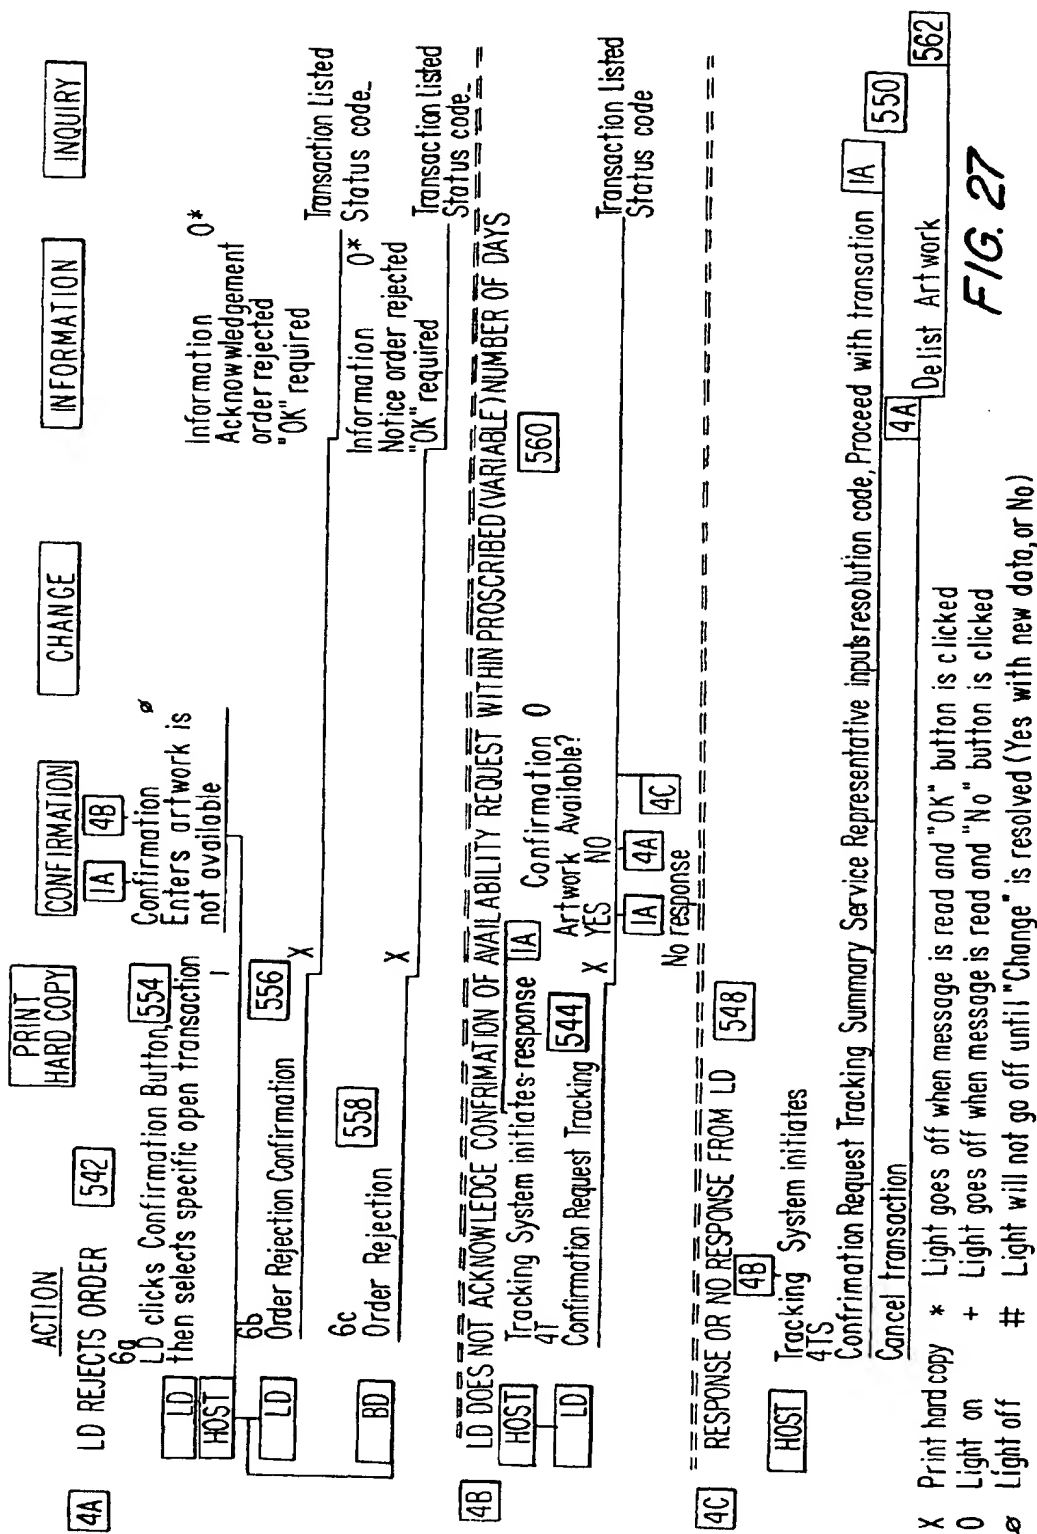 ACTION
PRINT
HARD COPY
CONFIRMATION
CHANGE
INFORMATION
INQUIRY
4A LD REJECTS ORDER 542
1A 4B
6a
LD clicks Confirmation Button, 554
then selects specific open transaction
Confirmation ø
Enters artwork is
not available
LD
HOST
Information O*
Acknowledgement
order rejected
"OK" required
6b
Order Rejection Confirmation 556
LD
X
Transaction Listed
Status code
6c
Order Rejection 558
BD
X
Information O*
Notice order rejected
"OK" required
Transaction Listed
Status code
4B LD DOES NOT ACKNOWLEDGE CONFRIMATION OF AVAILABILITY REQUEST WITHIN PROSCRIBED (VARIABLE) NUMBER OF DAYS
HOST
Tracking System initiates response 1A
560
4T
Confirmation Request Tracking 544
LD
X
Confirmation O
Artwork Available?
YES NO
1A 4A 4C
No response
Transaction Listed
Status code
4C RESPONSE OR NO RESPONSE FROM LD 548
4B
HOST
Tracking System initiates
4TS
Confrimation Request Tracking Summary Service Representative inputs resolution code, Proceed with transation 1A
550
Cancel transaction
4A Delist Artwork
562
X Print hard copy * Light goes off when message is read and "OK" button is clicked
O Light on + Light goes off when message is read and "No" button is clicked
ø Light off # Light will not go off until "Change" is resolved (Yes with new data, or No)
FIG. 27